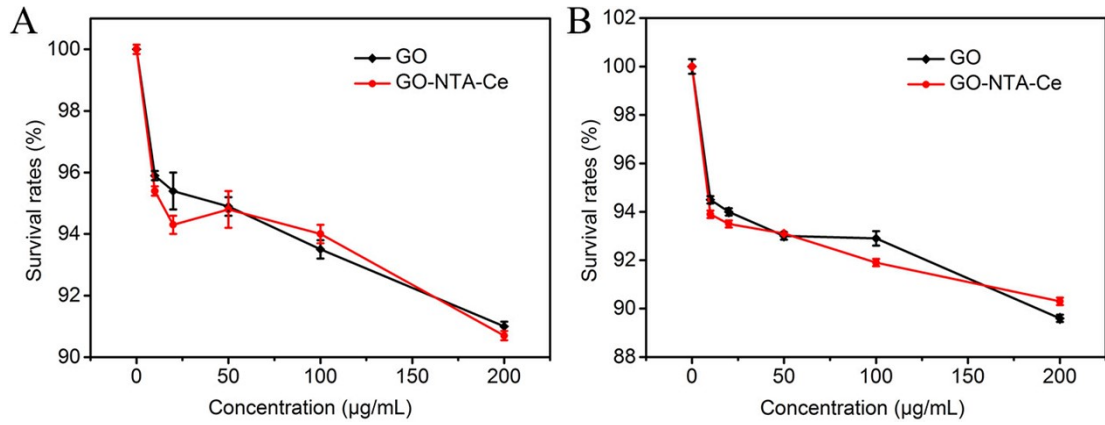 A
GO
GO-NTA-Ce
100
98
96
94
92
90
Survival rates (%)
0
50
100
150
200
Concentration (µg/mL)
B
GO
GO-NTA-Ce
102
100
98
96
94
92
90
88
Survival rates (%)
0
50
100
150
200
Concentration (µg/mL)